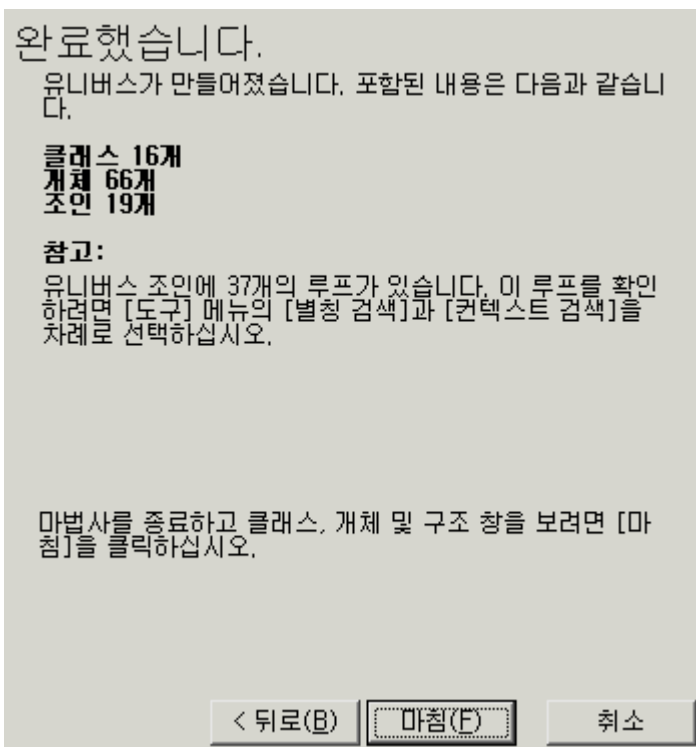 완료했습니다.
유니버스가 만들어졌습니다. 포함된 내용은 다음과 같습니
다.
클래스 16개
개체 66개
조인 19개
참고:
유니버스 조인에 37개의 루프가 있습니다. 이 루프를 확인
하려면 [도구] 메뉴의 [별칭 검색]과 [컨텍스트 검색]을
차례로 선택하십시오.
마법사를 종료하고 클래스, 개체 및 구조 창을 보려면 [마
침]을 클릭하십시오.
< 뒤로(B) 마침(F) 취소